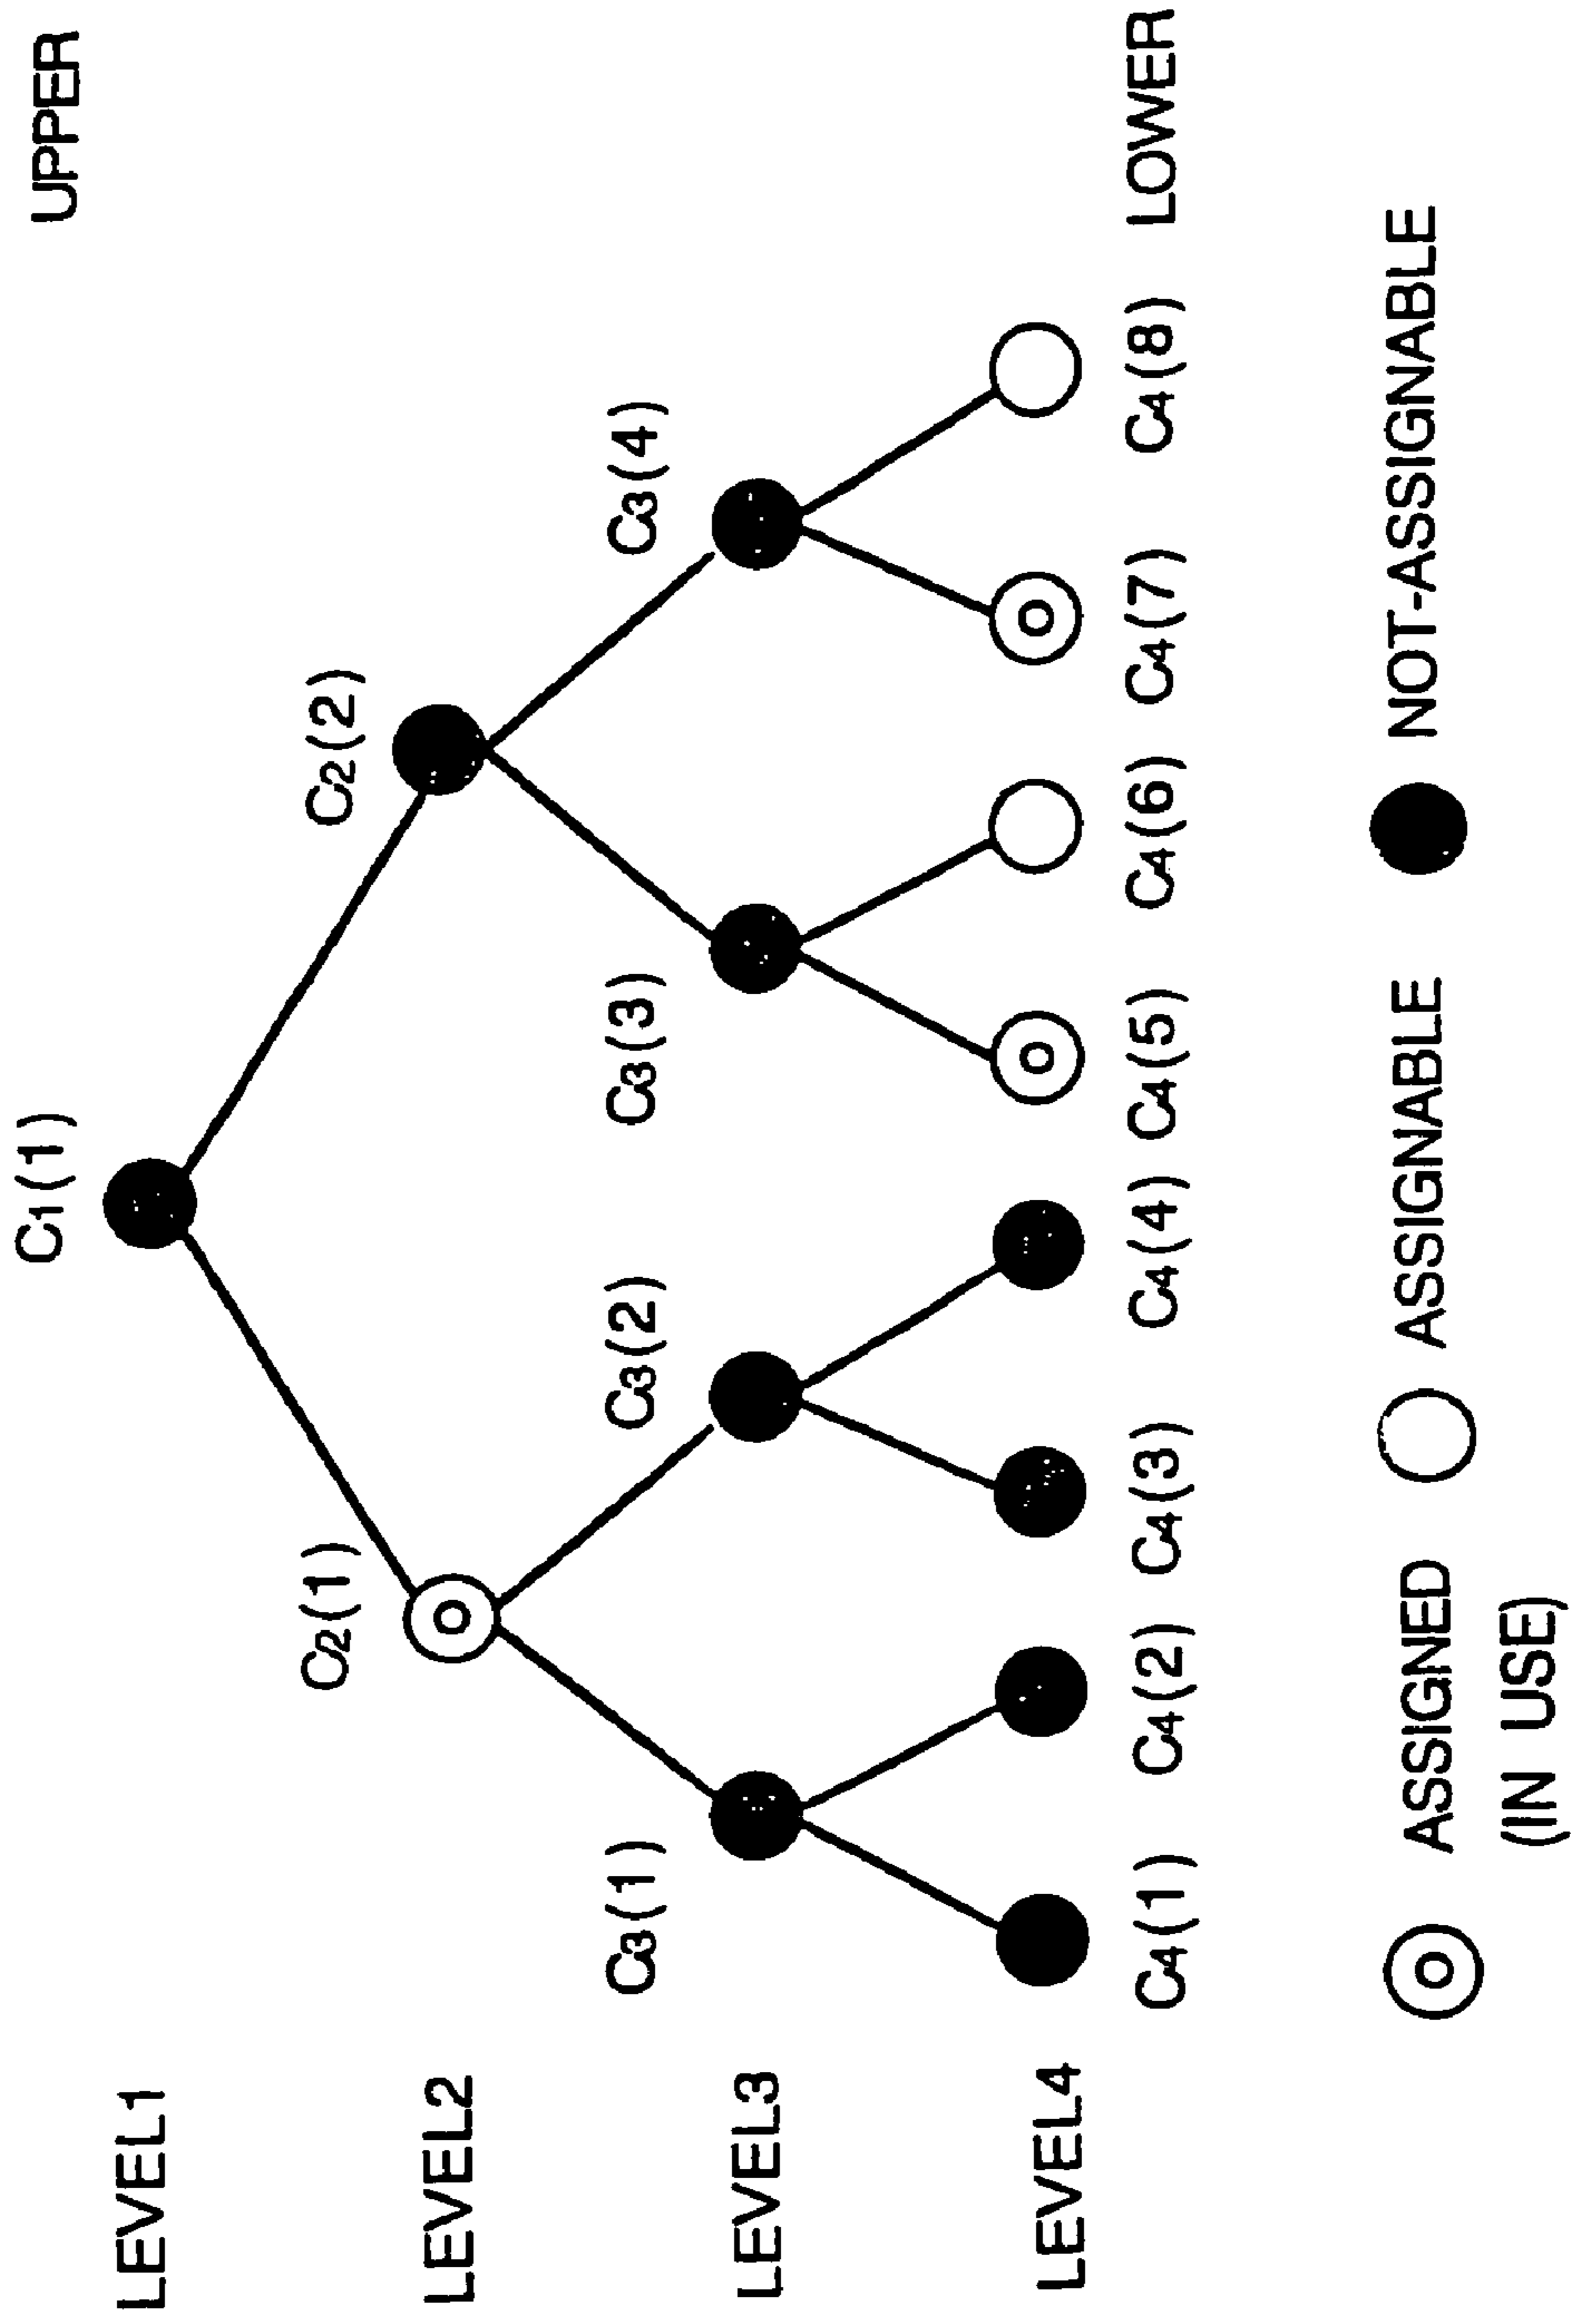 UPPER
C1(1)
LEVEL1
C2(1)
C2(2)
LEVEL2
C3(1)
C3(2)
C3(3)
C3(4)
LEVEL3
LEVEL4
C4(1)
C4(2)
C4(3)
C4(4)
C4(5)
C4(6)
C4(7)
C4(8)
LOWER
ASSIGNED
(IN USE)
ASSIGNABLE
NOT-ASSIGNABLE